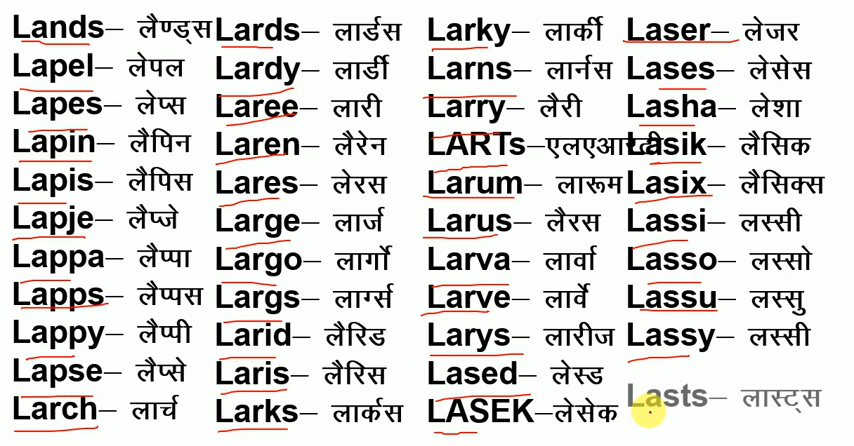 Lands– लैण्ड्स
Lapel– लेपल
Lapes– लेप्स
Lapin– लैपिन
Lapis– लैपिस
Lapje– लैप्जे
Lappa– लैप्पा
Lapps– लैप्पस
Lappy– लैप्पी
Lapse– लैप्से
Larch– लार्च
Lards– लार्डस
Lardy– लार्डी
Laree– लारी
Laren– लैरेन
Lares– लेरस
Large– लार्ज
Largo– लार्गो
Largs– लार्ग्स
Larid– लैरिड
Laris– लैरिस
Larks– लार्कस
Larky– लार्की
Larns– लार्नस
Larry– लैरी
LARTs–एलएआरटी
Larum– लारूम
Larus– लैरस
Larva– लार्वा
Larve– लार्वे
Larys– लारीज
Lased– लेस्ड
LASEK–लेसेक
Laser– लेजर
Lases– लेसेस
Lasha– लेशा
Lasik– लैसिक
Lasix– लैसिक्स
Lassi– लस्सी
Lasso– लस्सो
Lassu– लस्सु
Lassy– लस्सी
Lasts– लास्ट्स